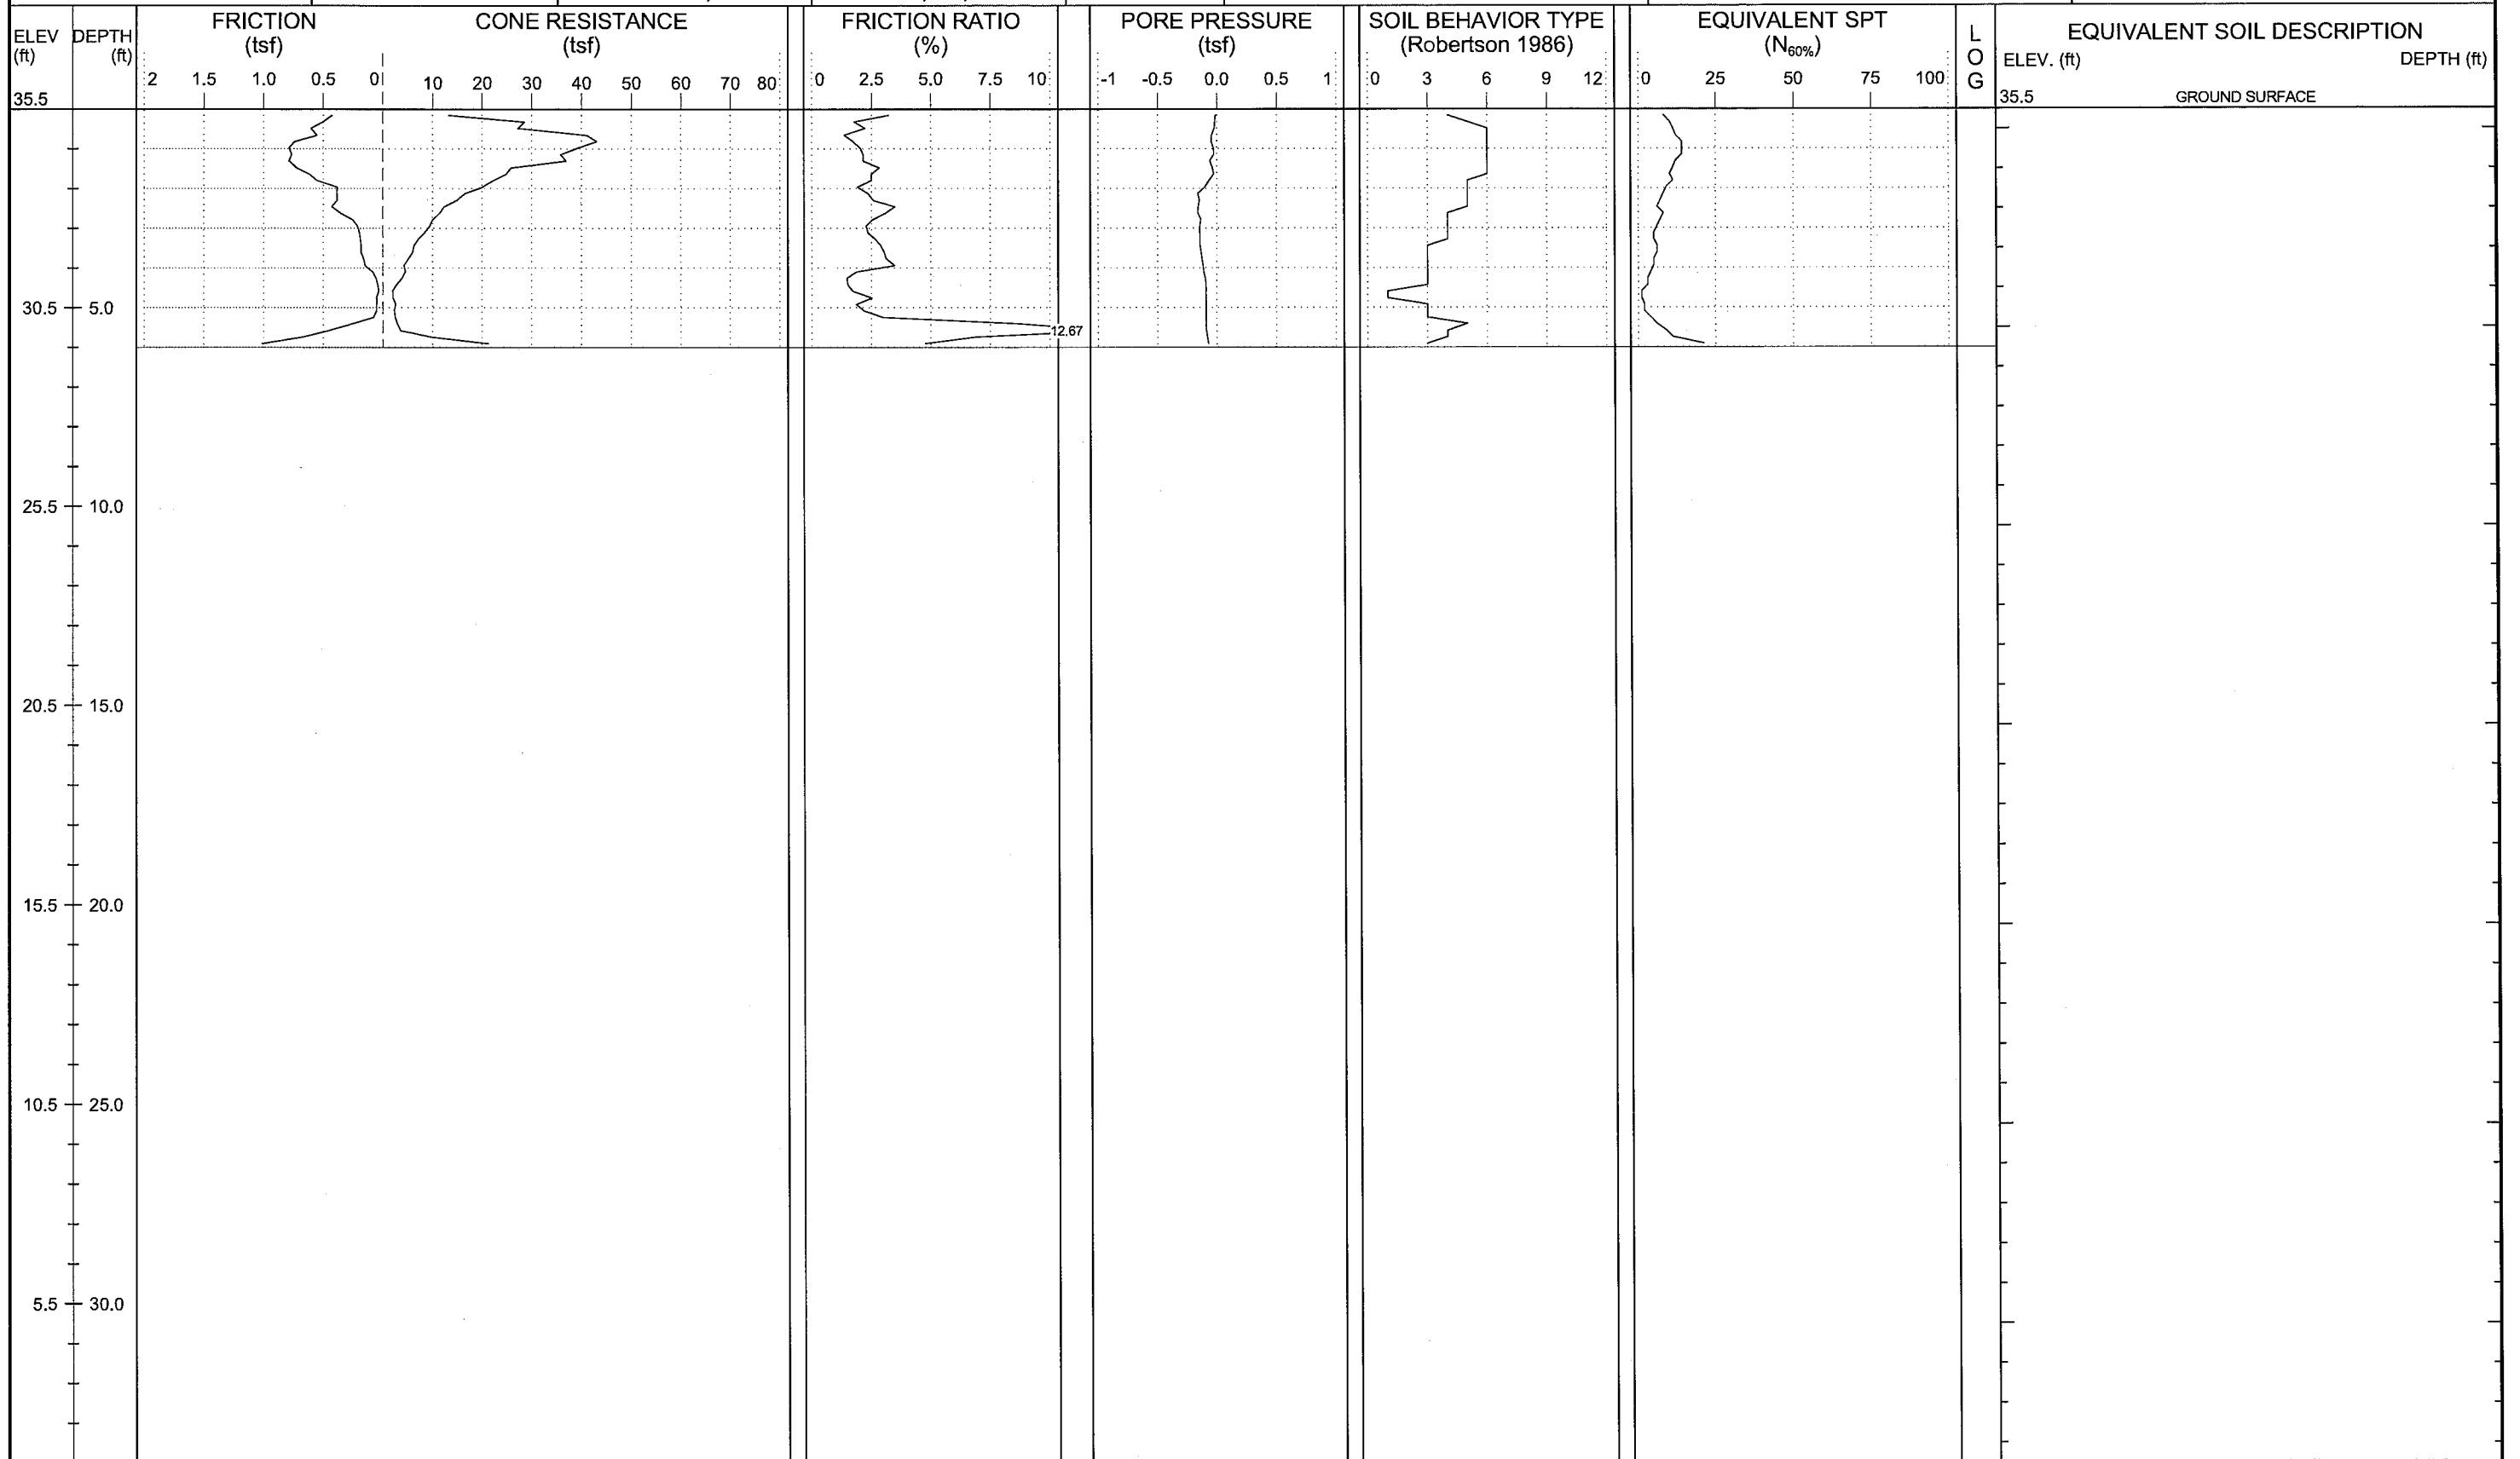 ELEV
(ft)
DEPTH
(ft)
FRICTION
(tsf)
CONE RESISTANCE
(tsf)
FRICTION RATIO
(%)
PORE PRESSURE
(tsf)
SOIL BEHAVIOR TYPE
(Robertson 1986)
EQUIVALENT SPT
(N60%)
L
O
G
EQUIVALENT SOIL DESCRIPTION
ELEV. (ft) DEPTH (ft)
2 1.5 1.0 0.5 0 10 20 30 40 50 60 70 80
0 2.5 5.0 7.5 10
-1 -0.5 0.0 0.5 1
0 3 6 9 12
0 25 50 75 100
35.5
35.5 GROUND SURFACE
30.5 5.0
12.67
25.5 10.0
20.5 15.0
15.5 20.0
10.5 25.0
5.5 30.0